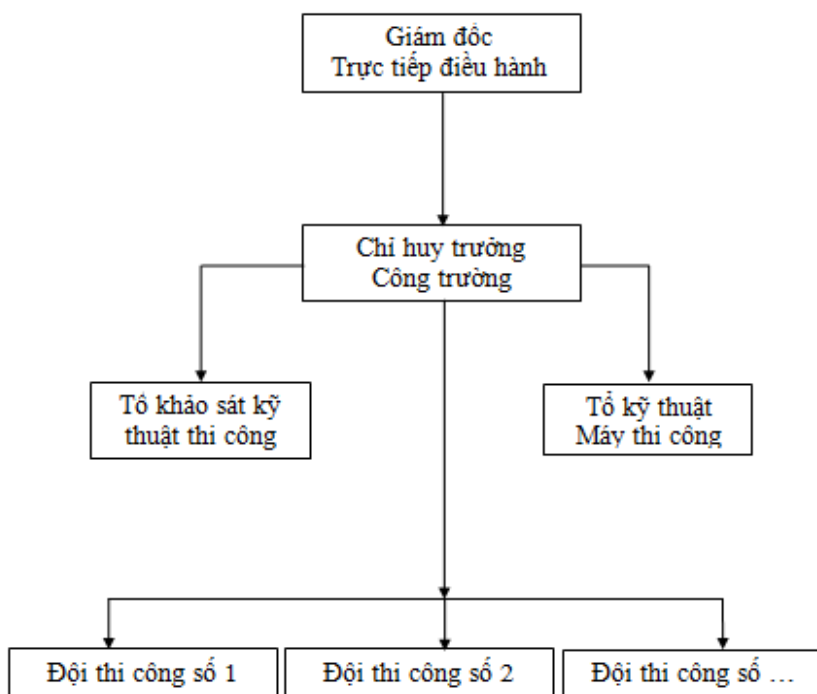 Giám đốc
Trực tiếp điều hành
Chỉ huy trưởng
Công trường
Tổ khảo sát kỹ
thuật thi công
Tổ kỹ thuật
Máy thi công
Đội thi công số 1
Đội thi công số 2
Đội thi công số …